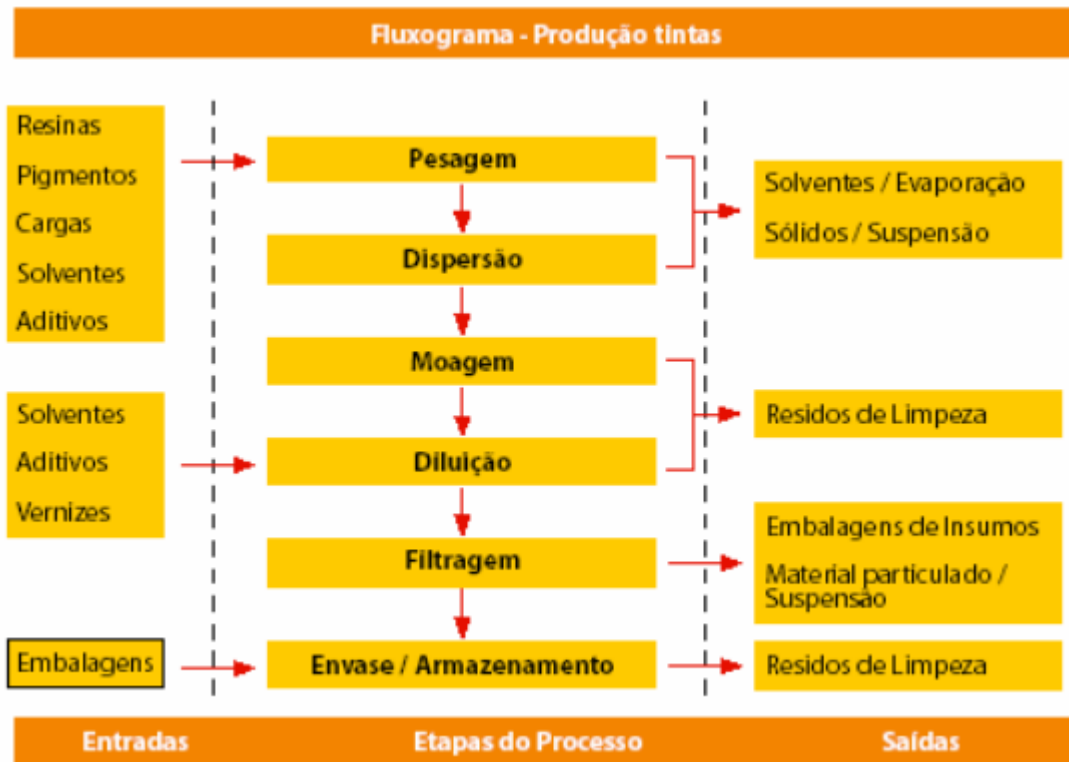 Fluxograma - Produção tintas
Resinas
Pigmentos
Cargas
Solventes
Aditivos
Solventes
Aditivos
Vernizes
Embalagens
Pesagem
Dispersão
Moagem
Diluição
Filtragem
Envase / Armazenamento
Solventes / Evaporação
Sólidos / Suspensão
Residos de Limpeza
Embalagens de Insumos
Material particulado /
Suspensão
Residos de Limpeza
Entradas
Etapas do Processo
Saídas